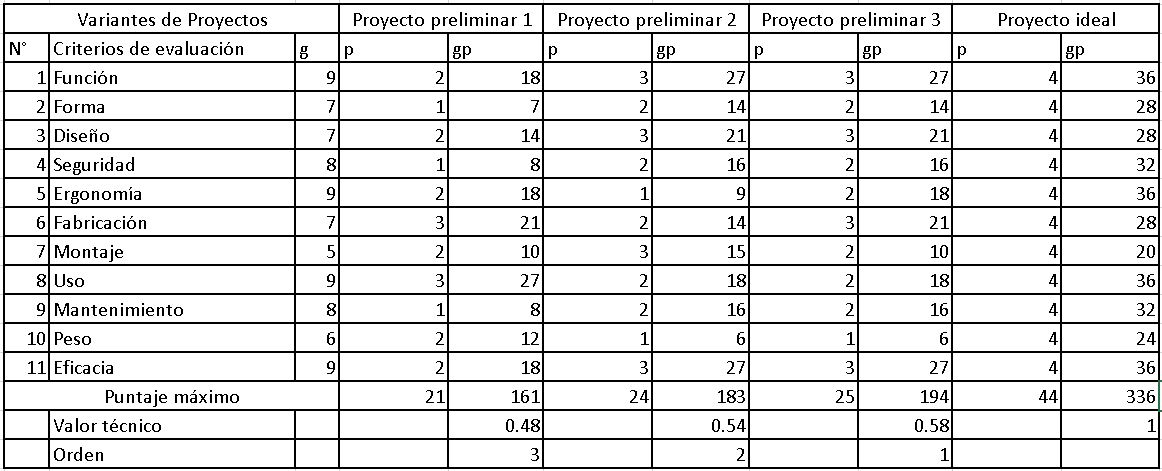 Variantes de Proyectos Proyecto preliminar 1 Proyecto preliminar 2 Proyecto preliminar 3 Proyecto ideal
N° Criterios de evaluación g p gp p gp p gp p gp
1 Función 9 2 18 3 27 3 27 4 36
2 Forma 7 1 7 2 14 2 14 4 28
3 Diseño 7 2 14 3 21 3 21 4 28
4 Seguridad 8 1 8 2 16 2 16 4 32
5 Ergonomía 9 2 18 1 9 2 18 4 36
6 Fabricación 7 3 21 2 14 3 21 4 28
7 Montaje 5 2 10 3 15 2 10 4 20
8 Uso 9 3 27 2 18 2 18 4 36
9 Mantenimiento 8 1 8 2 16 2 16 4 32
10 Peso 6 2 12 1 6 1 6 4 24
11 Eficacia 9 2 18 3 27 3 27 4 36
Puntaje máximo 21 161 24 183 25 194 44 336
Valor técnico 0.48 0.54 0.58 1
Orden 3 2 1